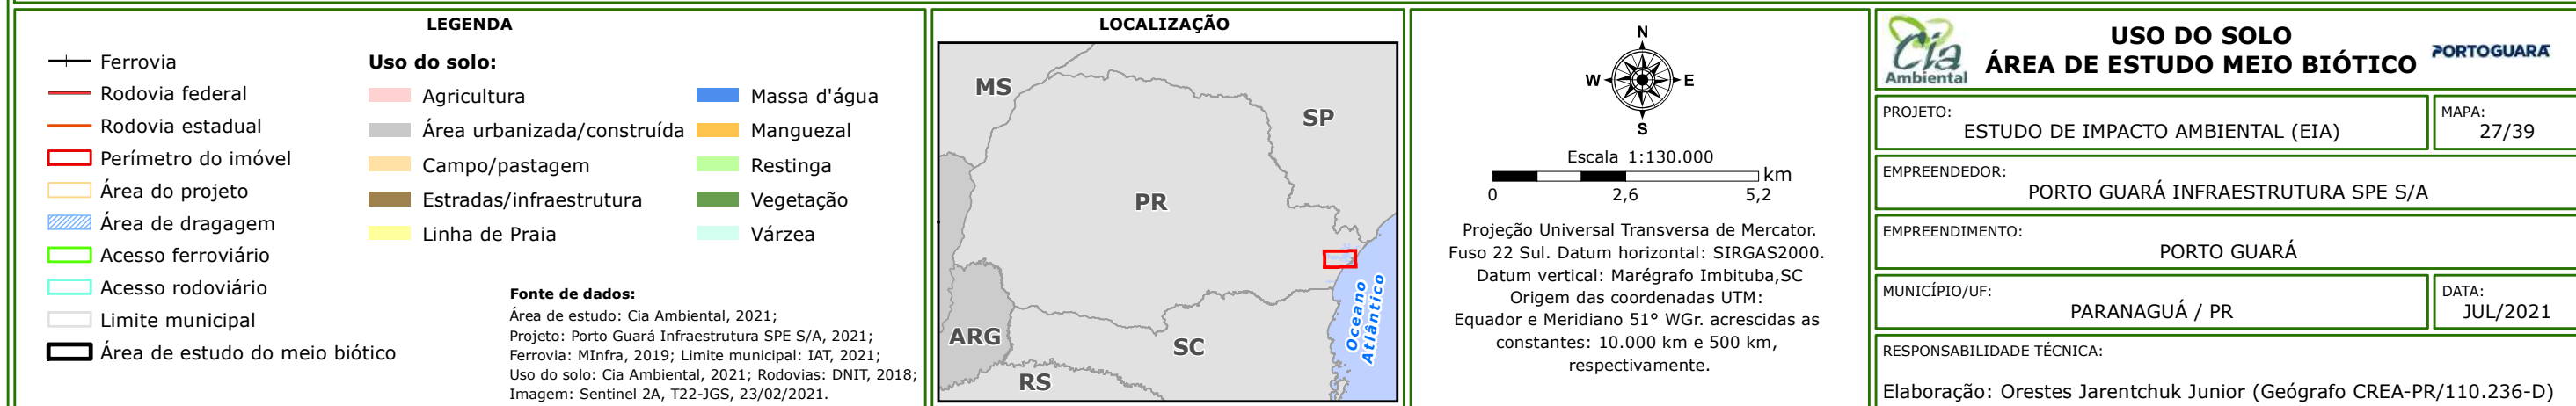 LEGENDA
Ferrovia
Rodovia federal
Rodovia estadual
Perímetro do imóvel
Área do projeto
Área de dragagem
Acesso ferroviário
Acesso rodoviário
Limite municipal
Área de estudo do meio biótico
Uso do solo:
Agricultura
Área urbanizada/construída
Campo/pastagem
Estradas/infraestrutura
Linha de Praia
Massa d'água
Manguezal
Restinga
Vegetação
Várzea
Fonte de dados:
Área de estudo: Cia Ambiental, 2021;
Projeto: Porto Guará Infraestrutura SPE S/A, 2021;
Ferrovia: MInfra, 2019; Limite municipal: IAT, 2021;
Uso do solo: Cia Ambiental, 2021; Rodovias: DNIT, 2018;
Imagem: Sentinel 2A, T22-JGS, 23/02/2021.
LOCALIZAÇÃO
MS
SP
PR
ARG
SC
RS
Oceano
Atlântico
N
W E
S
Escala 1:130.000
km
0 2,6 5,2
Projeção Universal Transversa de Mercator.
Fuso 22 Sul. Datum horizontal: SIRGAS2000.
Datum vertical: Marégrafo Imbituba,SC
Origem das coordenadas UTM:
Equador e Meridiano 51° WGr. acrescidas as
constantes: 10.000 km e 500 km,
respectivamente.
Cia
Ambiental
USO DO SOLO
ÁREA DE ESTUDO MEIO BIÓTICO
PORTOGUARÁ
PROJETO:
ESTUDO DE IMPACTO AMBIENTAL (EIA)
MAPA:
27/39
EMPREENDEDOR:
PORTO GUARÁ INFRAESTRUTURA SPE S/A
EMPREENDIMENTO:
PORTO GUARÁ
MUNICÍPIO/UF:
PARANAGUÁ / PR
DATA:
JUL/2021
RESPONSABILIDADE TÉCNICA:
Elaboração: Orestes Jarentchuk Junior (Geógrafo CREA-PR/110.236-D)